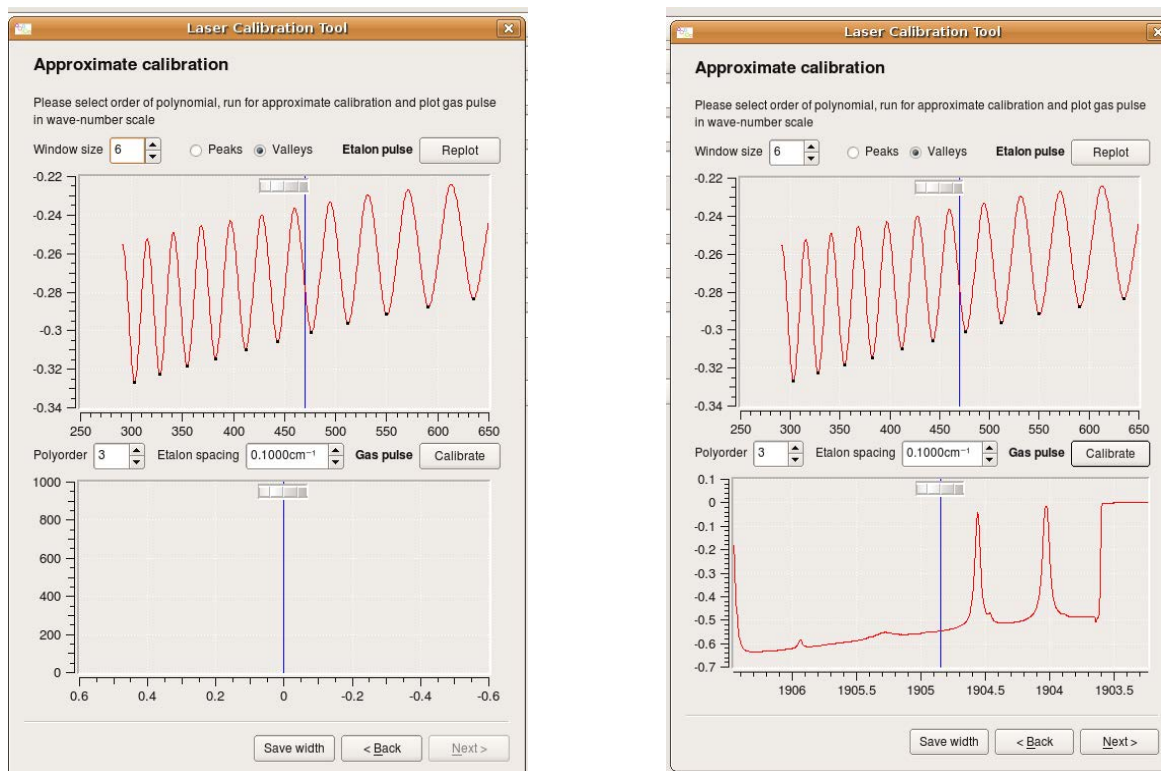 Laser Calibration Tool
Approximate calibration
Please select order of polynomial, run for approximate calibration and plot gas pulse
in wave-number scale
Window size 6 Peaks Valleys Etalon pulse Replot
-0.22
-0.24
-0.26
-0.28
-0.3
-0.32
-0.34
250 300 350 400 450 500 550 600 650
Polyorder 3 Etalon spacing 0.1000cm⁻¹ Gas pulse Calibrate
1000
800
600
400
200
0
0.6 0.4 0.2 0 -0.2 -0.4 -0.6
Save width < Back Next >
Laser Calibration Tool
Approximate calibration
Please select order of polynomial, run for approximate calibration and plot gas pulse
in wave-number scale
Window size 6 Peaks Valleys Etalon pulse Replot
-0.22
-0.24
-0.26
-0.28
-0.3
-0.32
-0.34
250 300 350 400 450 500 550 600 650
Polyorder 3 Etalon spacing 0.1000cm⁻¹ Gas pulse Calibrate
0.1
0
-0.1
-0.2
-0.3
-0.4
-0.5
-0.6
-0.7
1906 1905.5 1905 1904.5 1904 1903.5
Save width < Back Next >